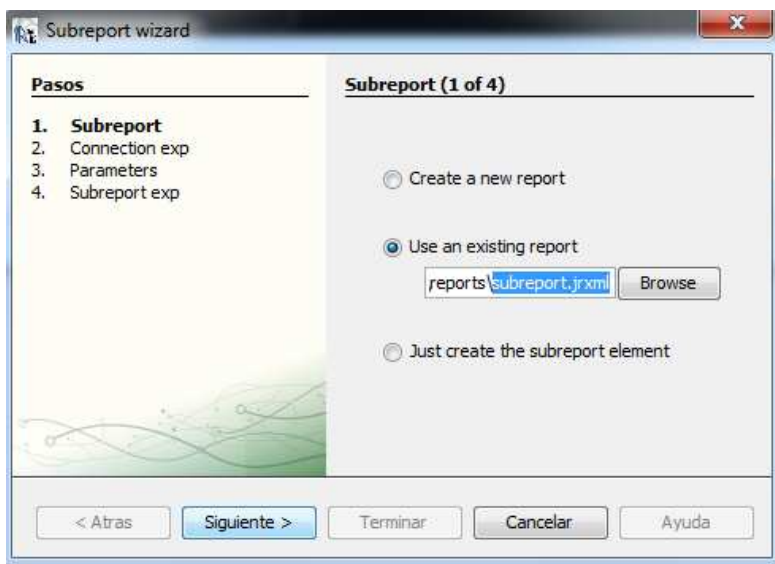 Subreport wizard
Pasos
1. Subreport
2. Connection exp
3. Parameters
4. Subreport exp
Subreport (1 of 4)
Create a new report
Use an existing report
reports\subreport.jrxml
Browse
Just create the subreport element
< Atras
Siguiente >
Terminar
Cancelar
Ayuda